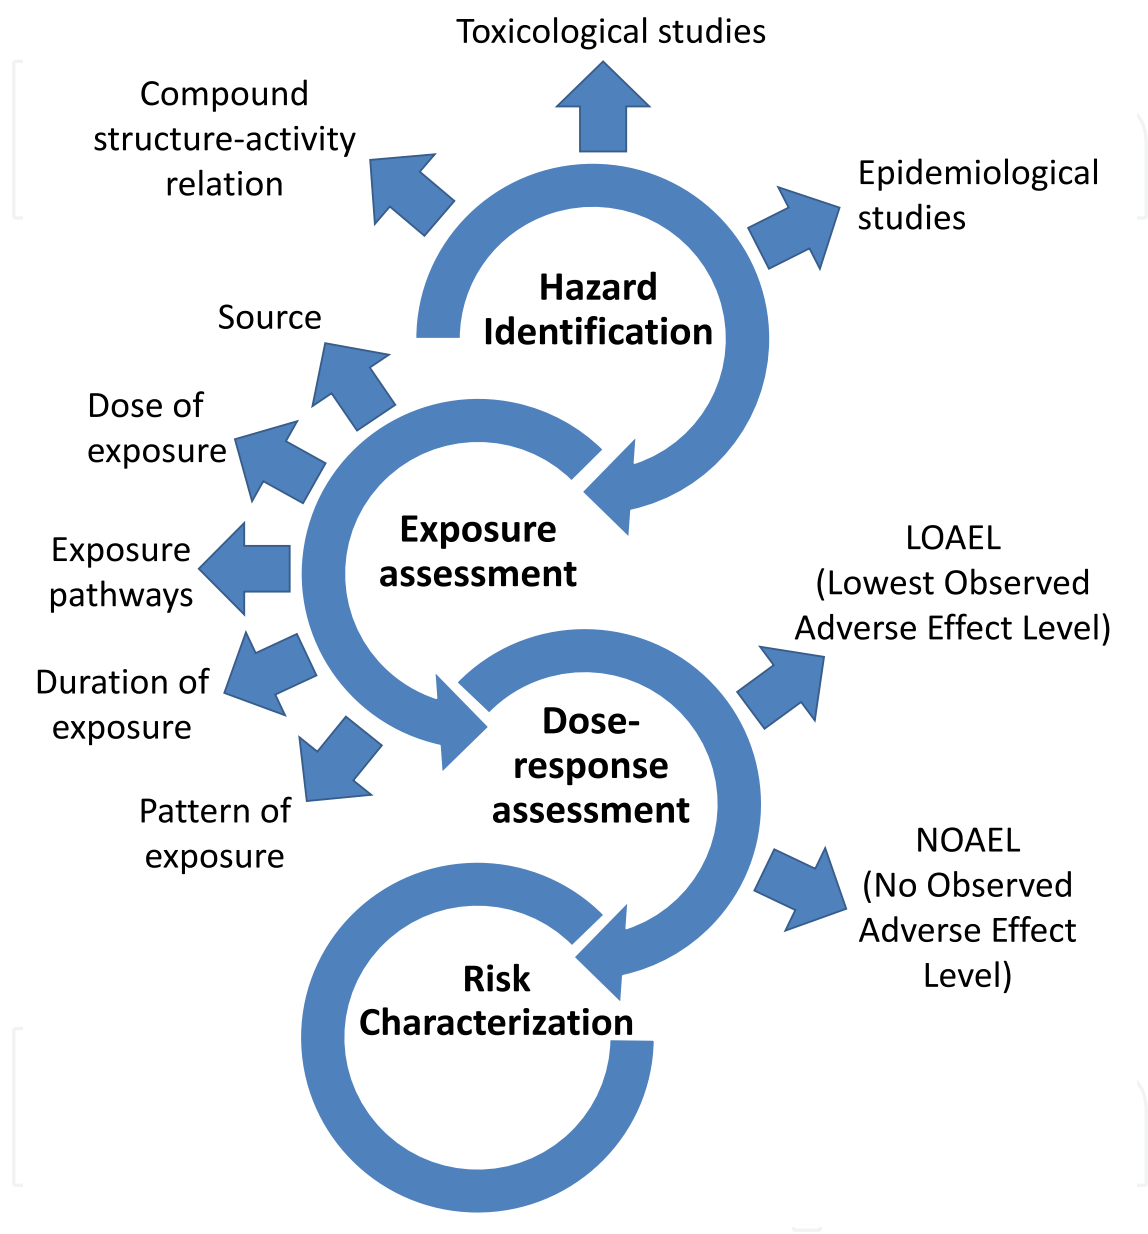 Toxicological studies
Compound
structure-activity
relation
Epidemiological
studies
Hazard
Identification
Source
Dose of
exposure
Exposure
pathways
Duration of
exposure
Pattern of
exposure
Exposure
assessment
LOAEL
(Lowest Observed
Adverse Effect Level)
Dose-
response
assessment
NOAEL
(No Observed
Adverse Effect
Level)
Risk
Characterization